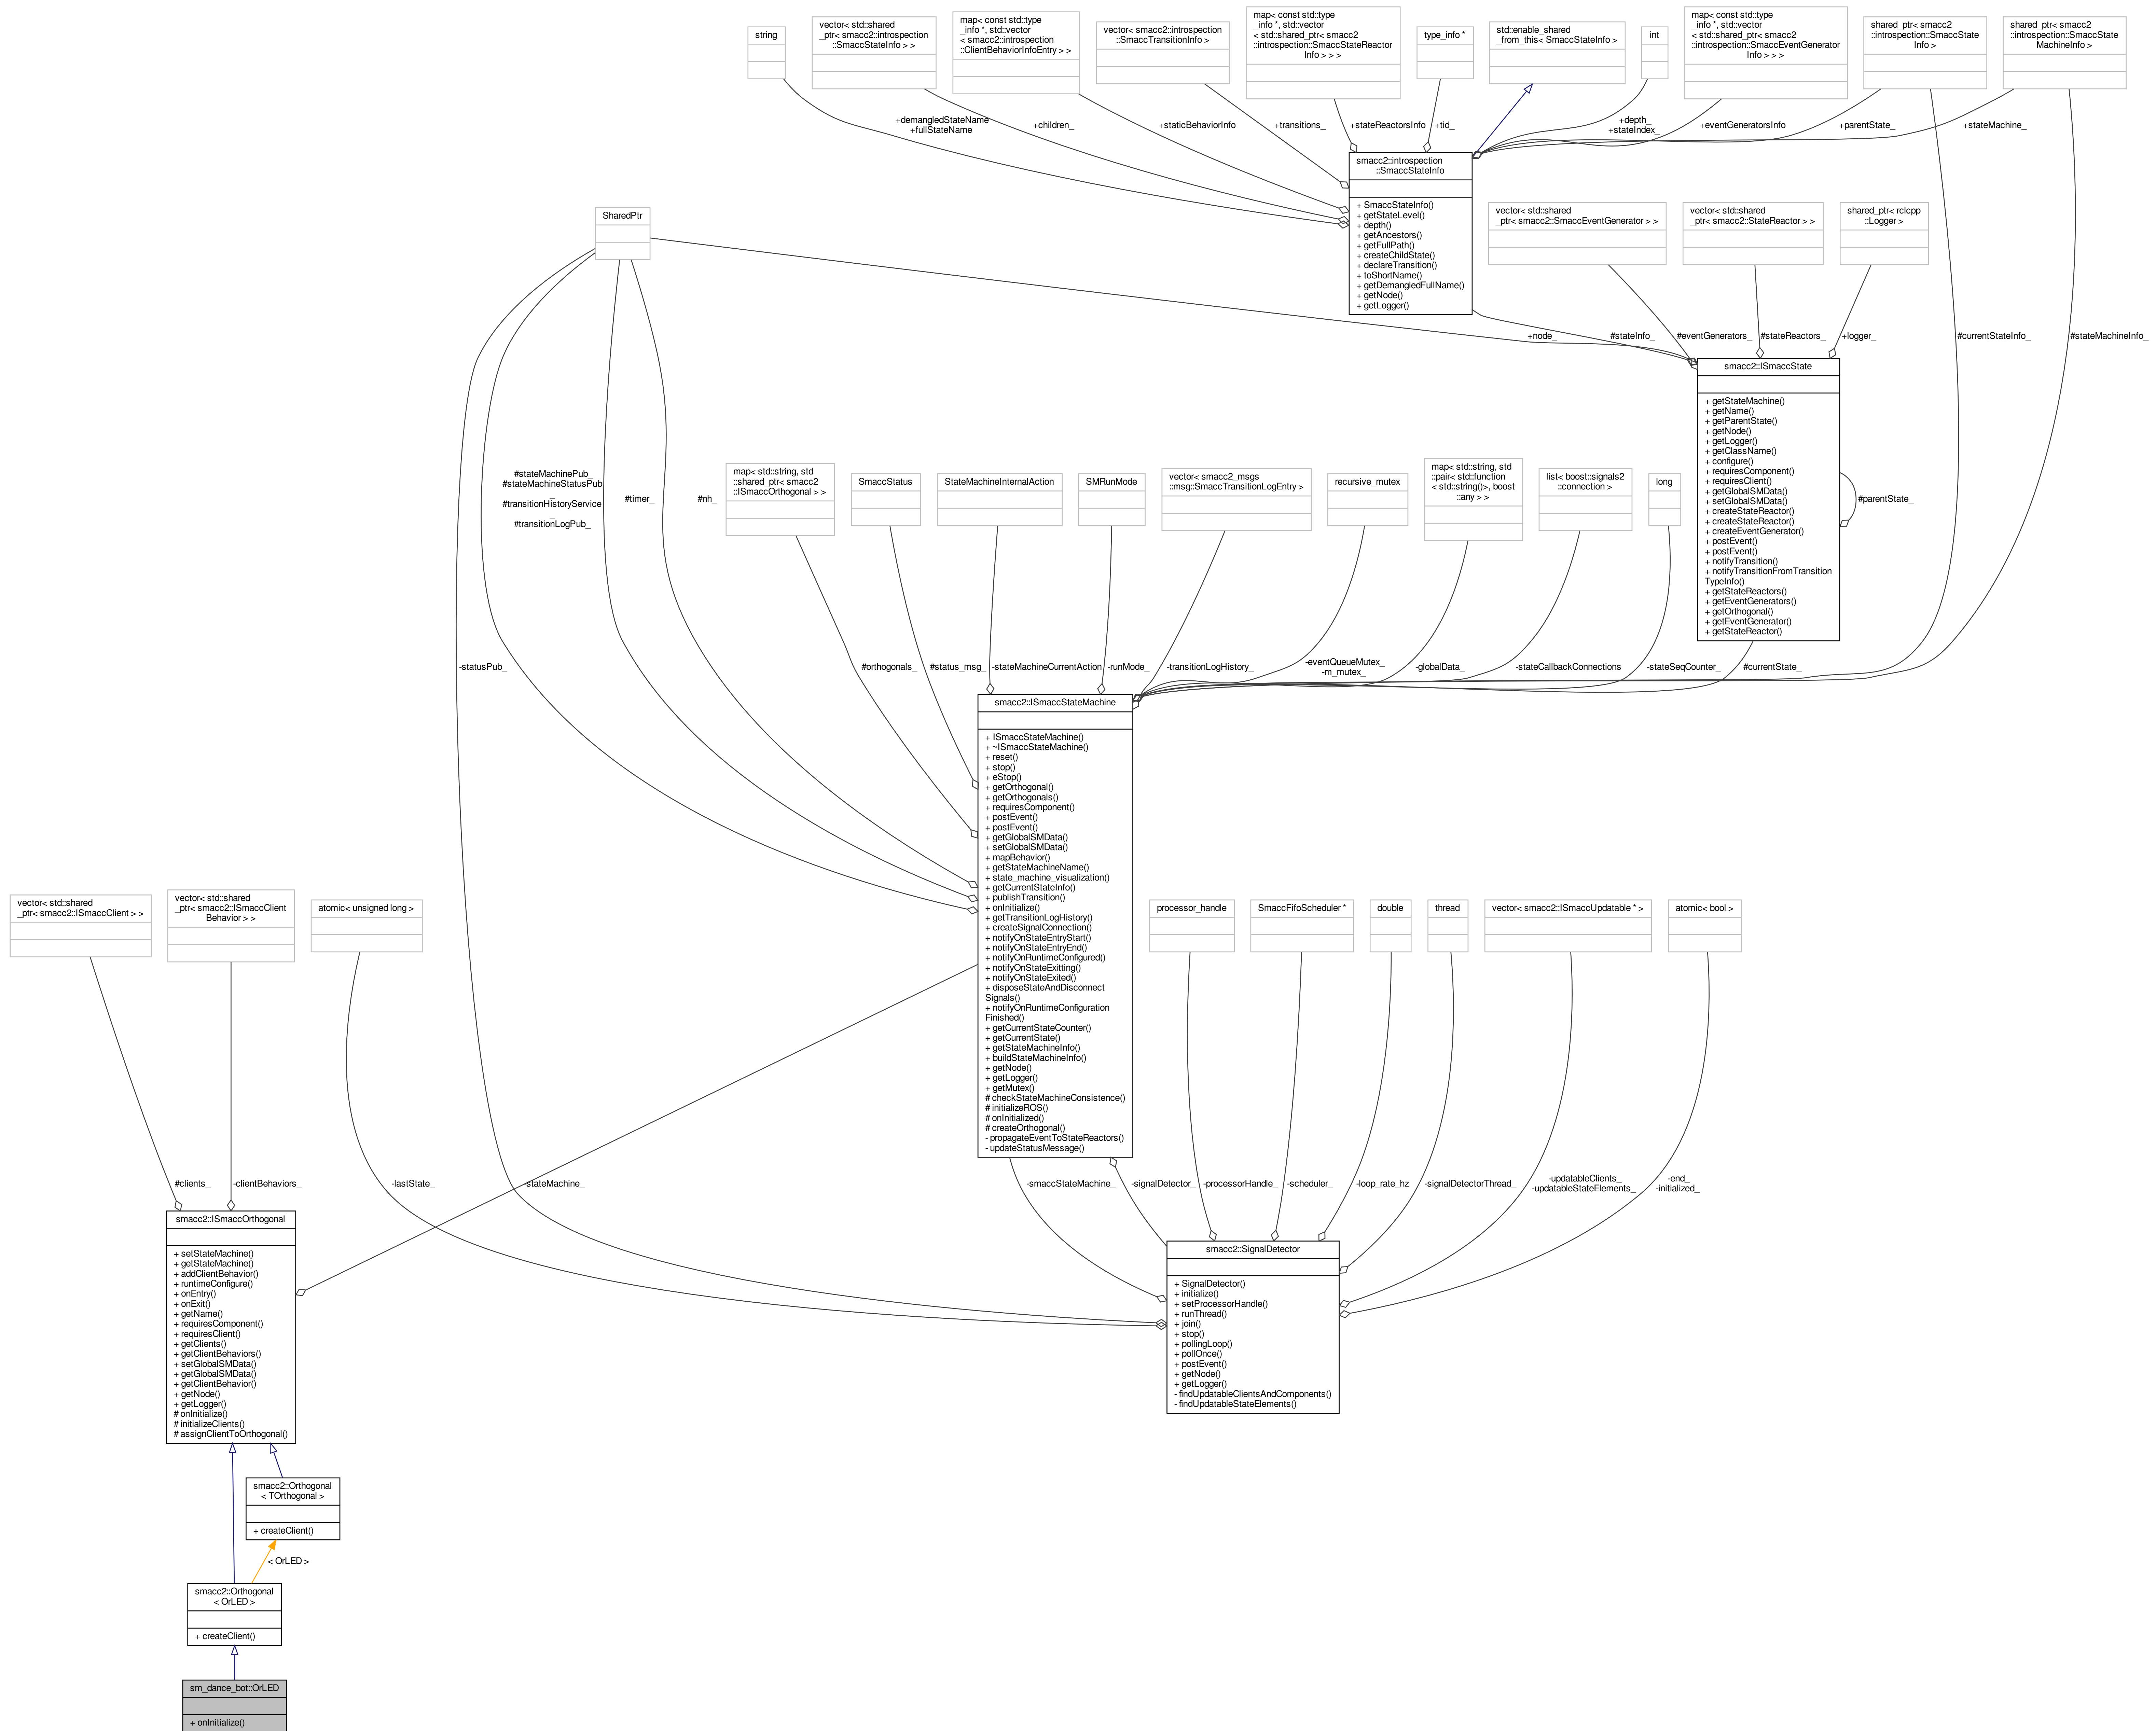 string
vector< std::shared
_ptr< smacc2::introspection
::SmaccStateInfo > >
map< const std::type
_info *, std::vector
< smacc2::introspection
::ClientBehaviorInfoEntry > >
vector< smacc2::introspection
::SmaccTransitionInfo >
map< const std::type
_info *, std::vector
< std::shared_ptr< smacc2
::introspection::SmaccStateReactor
Info > > >
type_info *
std::enable_shared
_from_this< SmaccStateInfo >
int
map< const std::type
_info *, std::vector
< std::shared_ptr< smacc2
::introspection::SmaccEventGenerator
Info > > >
shared_ptr< smacc2
::introspection::SmaccState
Info >
shared_ptr< smacc2
::introspection::SmaccState
MachineInfo >
+demangledStateName
+fullStateName
+children_
+staticBehaviorInfo
+transitions_
+stateReactorsInfo
+tid_
+depth_
+stateIndex_
+eventGeneratorsInfo
+parentState_
+stateMachine_
smacc2::introspection
::SmaccStateInfo
+ SmaccStateInfo()
+ getStateLevel()
+ depth()
+ getAncestors()
+ getFullPath()
+ createChildState()
+ declareTransition()
+ toShortName()
+ getDemangledFullName()
+ getNode()
+ getLogger()
SharedPtr
vector< std::shared
_ptr< smacc2::SmaccEventGenerator > >
vector< std::shared
_ptr< smacc2::StateReactor > >
shared_ptr< rclcpp
::Logger >
+node_
#stateInfo_
#eventGenerators_
#stateReactors_
+logger_
#currentStateInfo_
#stateMachineInfo_
smacc2::ISmaccState
+ getStateMachine()
+ getName()
+ getParentState()
+ getNode()
+ getLogger()
+ getClassName()
+ configure()
+ requiresComponent()
+ requiresClient()
+ getGlobalSMData()
+ setGlobalSMData()
+ createStateReactor()
+ createStateReactor()
+ createEventGenerator()
+ postEvent()
+ postEvent()
+ notifyTransition()
+ notifyTransitionFromTransition
TypeInfo()
+ getStateReactors()
+ getEventGenerators()
+ getOrthogonal()
+ getEventGenerator()
+ getStateReactor()
#parentState_
#stateMachinePub_
#stateMachineStatusPub
_
#transitionHistoryService
_
#transitionLogPub_
#timer_
#nh_
map< std::string, std
::shared_ptr< smacc2
::ISmaccOrthogonal > >
SmaccStatus
StateMachineInternalAction
SMRunMode
vector< smacc2_msgs
::msg::SmaccTransitionLogEntry >
recursive_mutex
map< std::string, std
::pair< std::function
< std::string()>, boost
::any > >
list< boost::signals2
::connection >
long
-statusPub_
#orthogonals_
#status_msg_
-stateMachineCurrentAction
-runMode_
-transitionLogHistory_
-eventQueueMutex_
-m_mutex_
-globalData_
-stateCallbackConnections
-stateSeqCounter_
#currentState_
smacc2::ISmaccStateMachine
+ ISmaccStateMachine()
+ ~ISmaccStateMachine()
+ reset()
+ stop()
+ eStop()
+ getOrthogonal()
+ getOrthogonals()
+ requiresComponent()
+ postEvent()
+ postEvent()
+ getGlobalSMData()
+ setGlobalSMData()
+ mapBehavior()
+ getStateMachineName()
+ state_machine_visualization()
+ getCurrentStateInfo()
+ publishTransition()
+ onInitialize()
+ getTransitionLogHistory()
+ createSignalConnection()
+ notifyOnStateEntryStart()
+ notifyOnStateEntryEnd()
+ notifyOnRuntimeConfigured()
+ notifyOnStateExitting()
+ notifyOnStateExited()
+ disposeStateAndDisconnect
Signals()
+ notifyOnRuntimeConfiguration
Finished()
+ getCurrentStateCounter()
+ getCurrentState()
+ getStateMachineInfo()
+ buildStateMachineInfo()
+ getNode()
+ getLogger()
+ getMutex()
# checkStateMachineConsistence()
# initializeROS()
# onInitialized()
# createOrthogonal()
- propagateEventToStateReactors()
- updateStatusMessage()
vector< std::shared
_ptr< smacc2::ISmaccClient > >
vector< std::shared
_ptr< smacc2::ISmaccClient
Behavior > >
atomic< unsigned long >
processor_handle
SmaccFifoScheduler *
double
thread
vector< smacc2::ISmaccUpdatable * >
atomic< bool >
#clients_
-clientBehaviors_
-lastState_
-stateMachine_
-smaccStateMachine_
-signalDetector_
-processorHandle_
-scheduler_
-loop_rate_hz
-signalDetectorThread_
-updatableClients_
-updatableStateElements_
-end_
-initialized_
smacc2::ISmaccOrthogonal
+ setStateMachine()
+ getStateMachine()
+ addClientBehavior()
+ runtimeConfigure()
+ onEntry()
+ onExit()
+ getName()
+ requiresComponent()
+ requiresClient()
+ getClients()
+ getClientBehaviors()
+ setGlobalSMData()
+ getGlobalSMData()
+ getClientBehavior()
+ getNode()
+ getLogger()
# onInitialize()
# initializeClients()
# assignClientToOrthogonal()
smacc2::SignalDetector
+ SignalDetector()
+ initialize()
+ setProcessorHandle()
+ runThread()
+ join()
+ stop()
+ pollingLoop()
+ pollOnce()
+ postEvent()
+ getNode()
+ getLogger()
- findUpdatableClientsAndComponents()
- findUpdatableStateElements()
smacc2::Orthogonal
< TOrthogonal >
+ createClient()
< OrLED >
smacc2::Orthogonal
< OrLED >
+ createClient()
sm_dance_bot::OrLED
+ onInitialize()